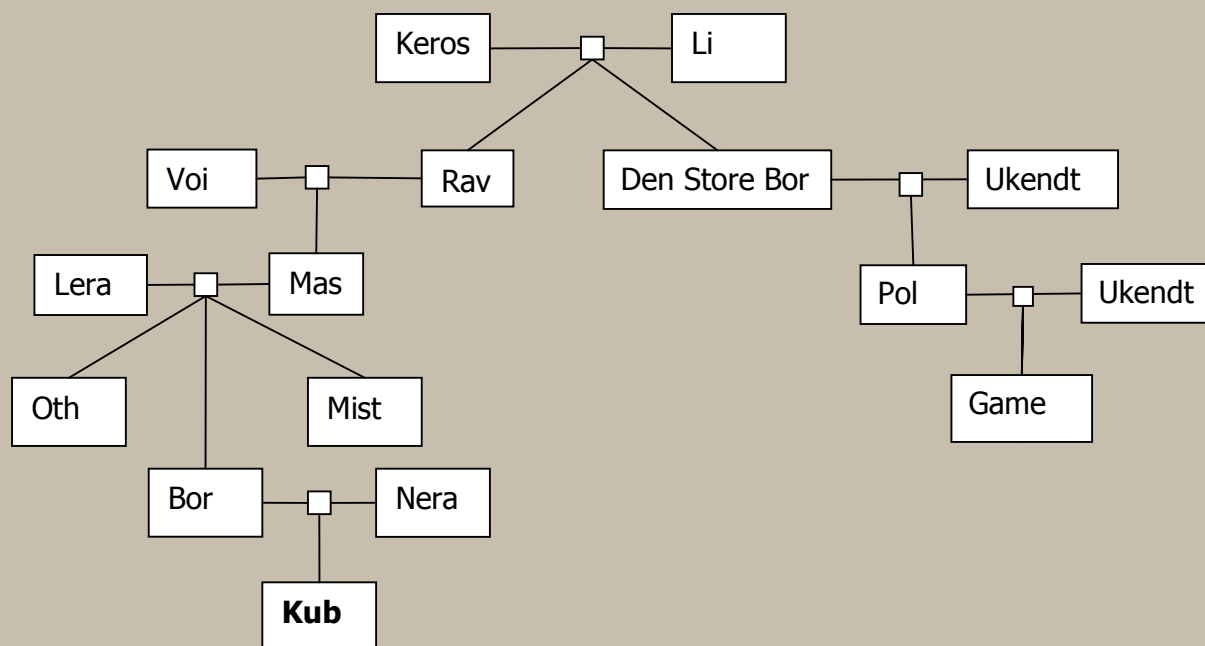 Keros
Li
Voi
Rav
Den Store Bor
Ukendt
Lera
Mas
Pol
Ukendt
Oth
Mist
Game
Bor
Nera
Kub